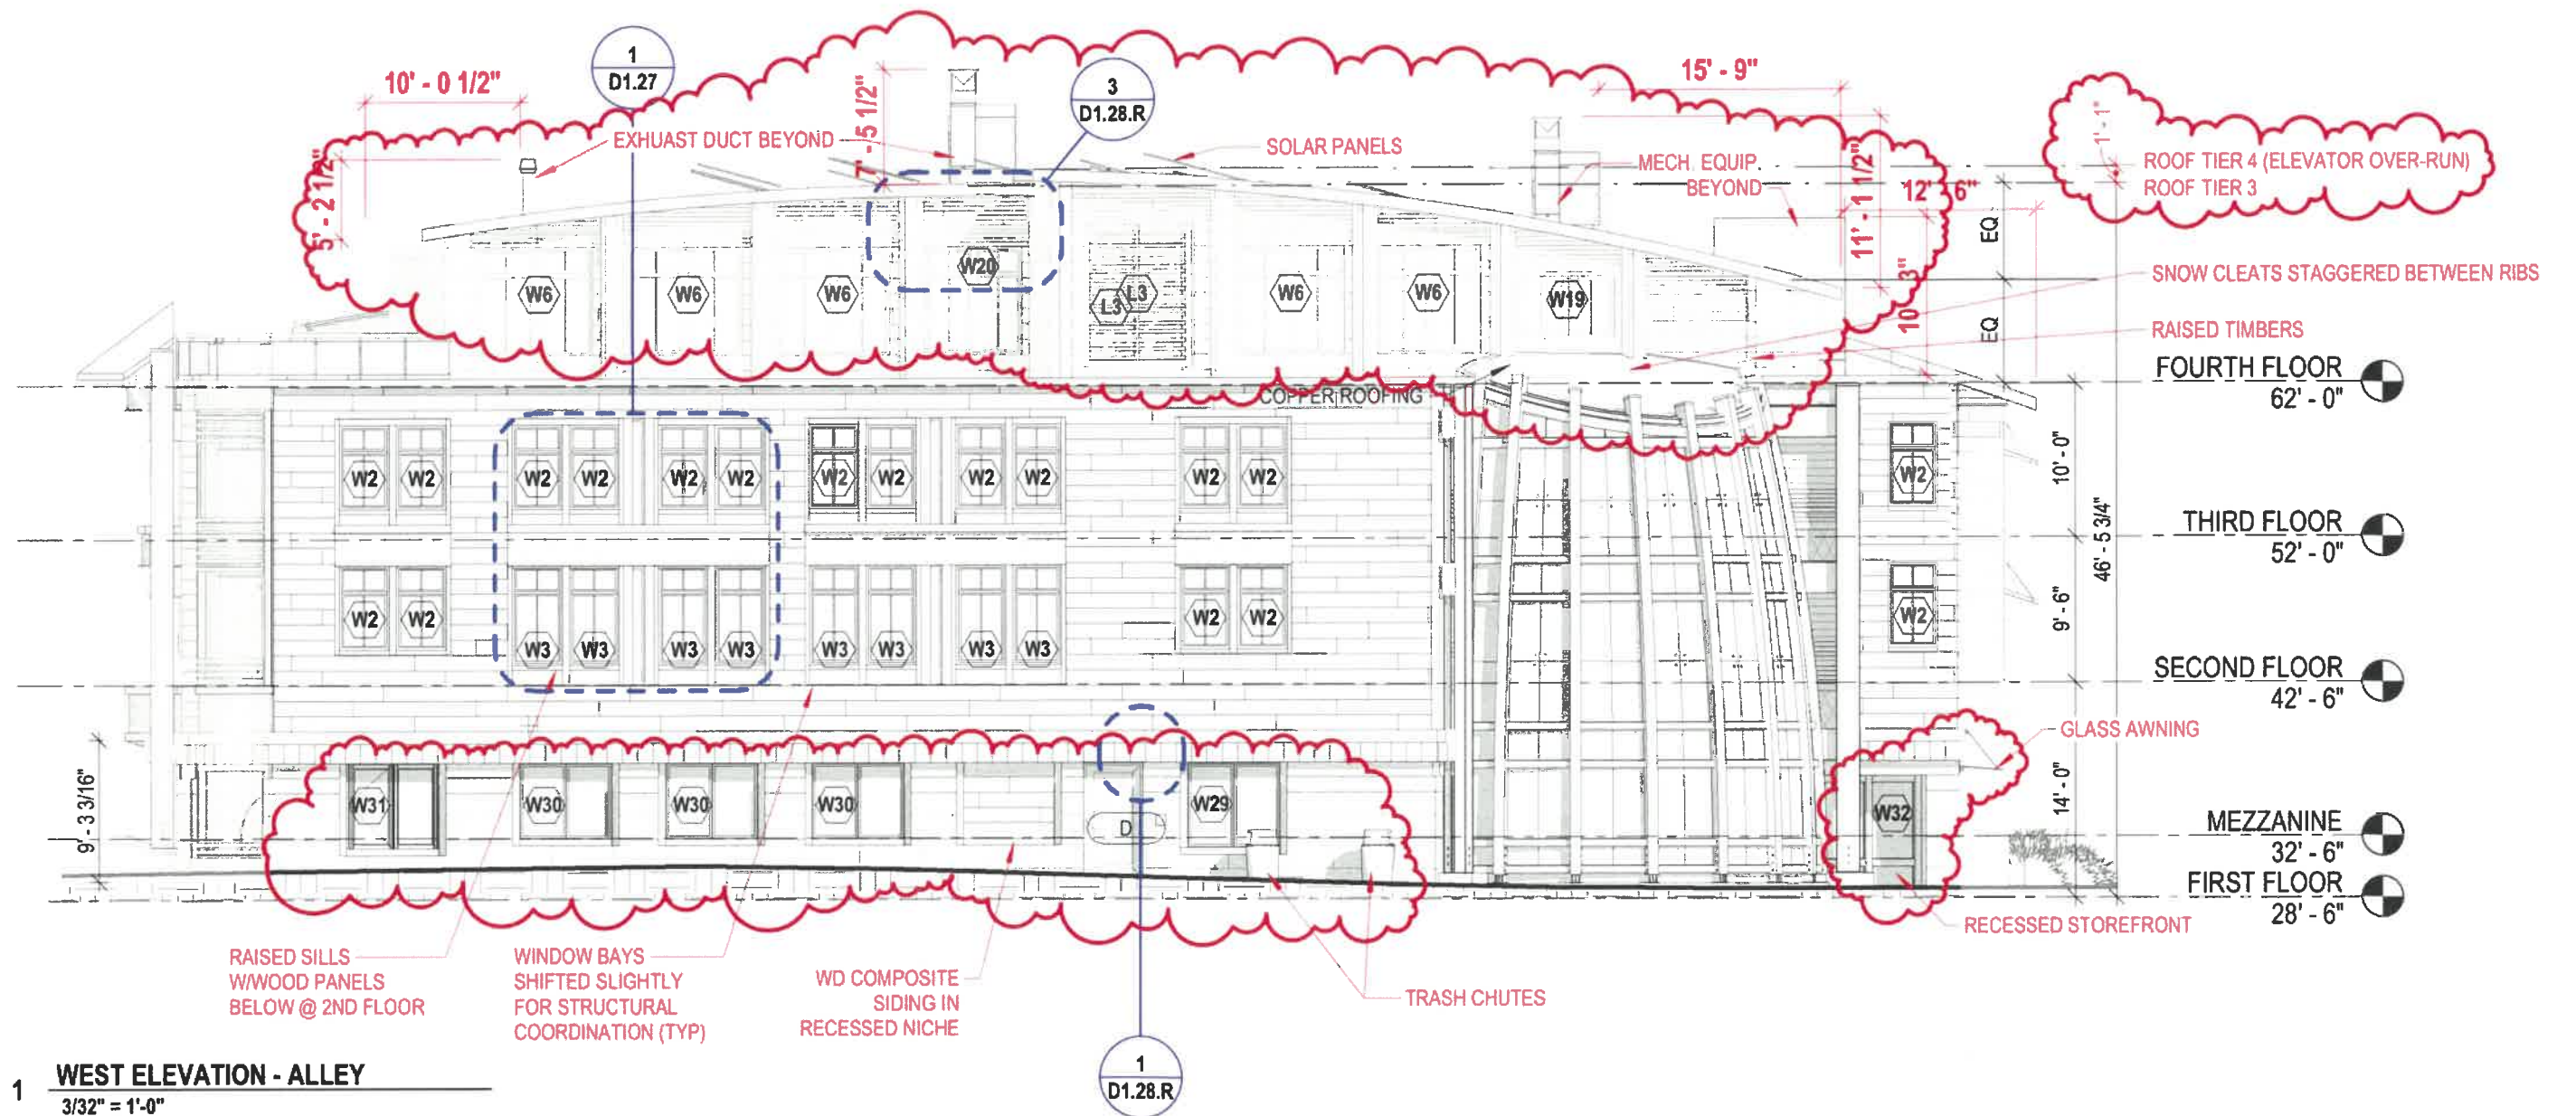 1
D1.27
10' - 0 1/2"
5' - 2 1/2"
EXHUAST DUCT BEYOND
3
D1.28.R
SOLAR PANELS
15' - 9"
MECH. EQUIP.
BEYOND
11' - 1 1/2"
12' - 6"
10' - 3"
1' - 1"
ROOF TIER 4 (ELEVATOR OVER-RUN)
ROOF TIER 3
EQ
EQ
SNOW CLEATS STAGGERED BETWEEN RIBS
RAISED TIMBERS
W6 W6 W6 W20 L3 L3 W6 W6 W19
COPPER ROOFING
FOURTH FLOOR
62' - 0"
W2 W2 W2 W2 W2 W2 W2 W2 W2 W2 W2 W2 W2
10' - 0"
THIRD FLOOR
52' - 0"
46' - 5 3/4"
W2 W2 W2 W2 W2
9' - 6"
W3 W3 W3 W3 W3 W3 W3 W3
SECOND FLOOR
42' - 6"
GLASS AWNING
9' - 3 3/16"
W31 W30 W30 W30 D W29 W32
14' - 0"
MEZZANINE
32' - 6"
FIRST FLOOR
28' - 6"
RECESSED STOREFRONT
RAISED SILLS
W/WOOD PANELS
BELOW @ 2ND FLOOR
WINDOW BAYS
SHIFTED SLIGHTLY
FOR STRUCTURAL
COORDINATION (TYP)
WD COMPOSITE
SIDING IN
RECESSED NICHE
TRASH CHUTES
1
D1.28.R
1
WEST ELEVATION - ALLEY
3/32" = 1'-0"